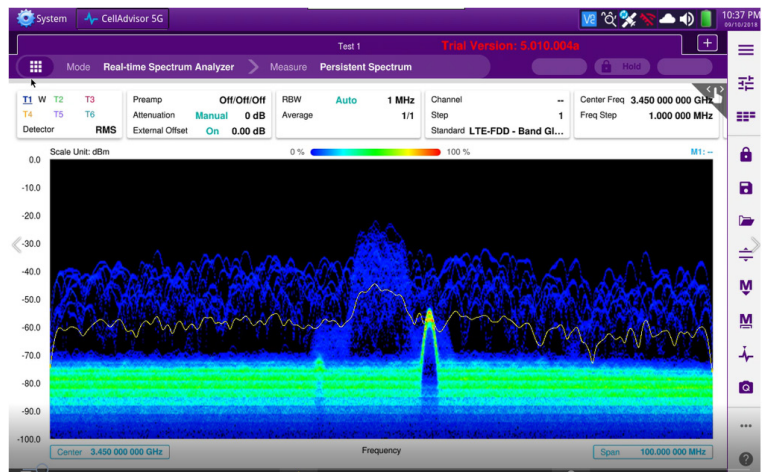 System
CellAdvisor 5G
10:37 PM
09/10/2018
Test 1
Trial Version: 5.010.004a
Mode Real-time Spectrum Analyzer Measure Persistent Spectrum
Hold
T1 W T2 T3
T4 T5 T6
Detector RMS
Preamp Off/Off/Off
Attenuation Manual 0 dB
External Offset On 0.00 dB
RBW Auto 1 MHz
Average 1/1
Channel --
Step 1
Standard LTE-FDD - Band Gl...
Center Freq 3.450 000 000 GHz
Freq Step 1.000 000 MHz
Scale Unit: dBm
0 % 100 %
M1: --
0.0
-10.0
-20.0
-30.0
-40.0
-50.0
-60.0
-70.0
-80.0
-90.0
-100.0
Center 3.450 000 000 GHz
Frequency
Span 100.000 000 MHz